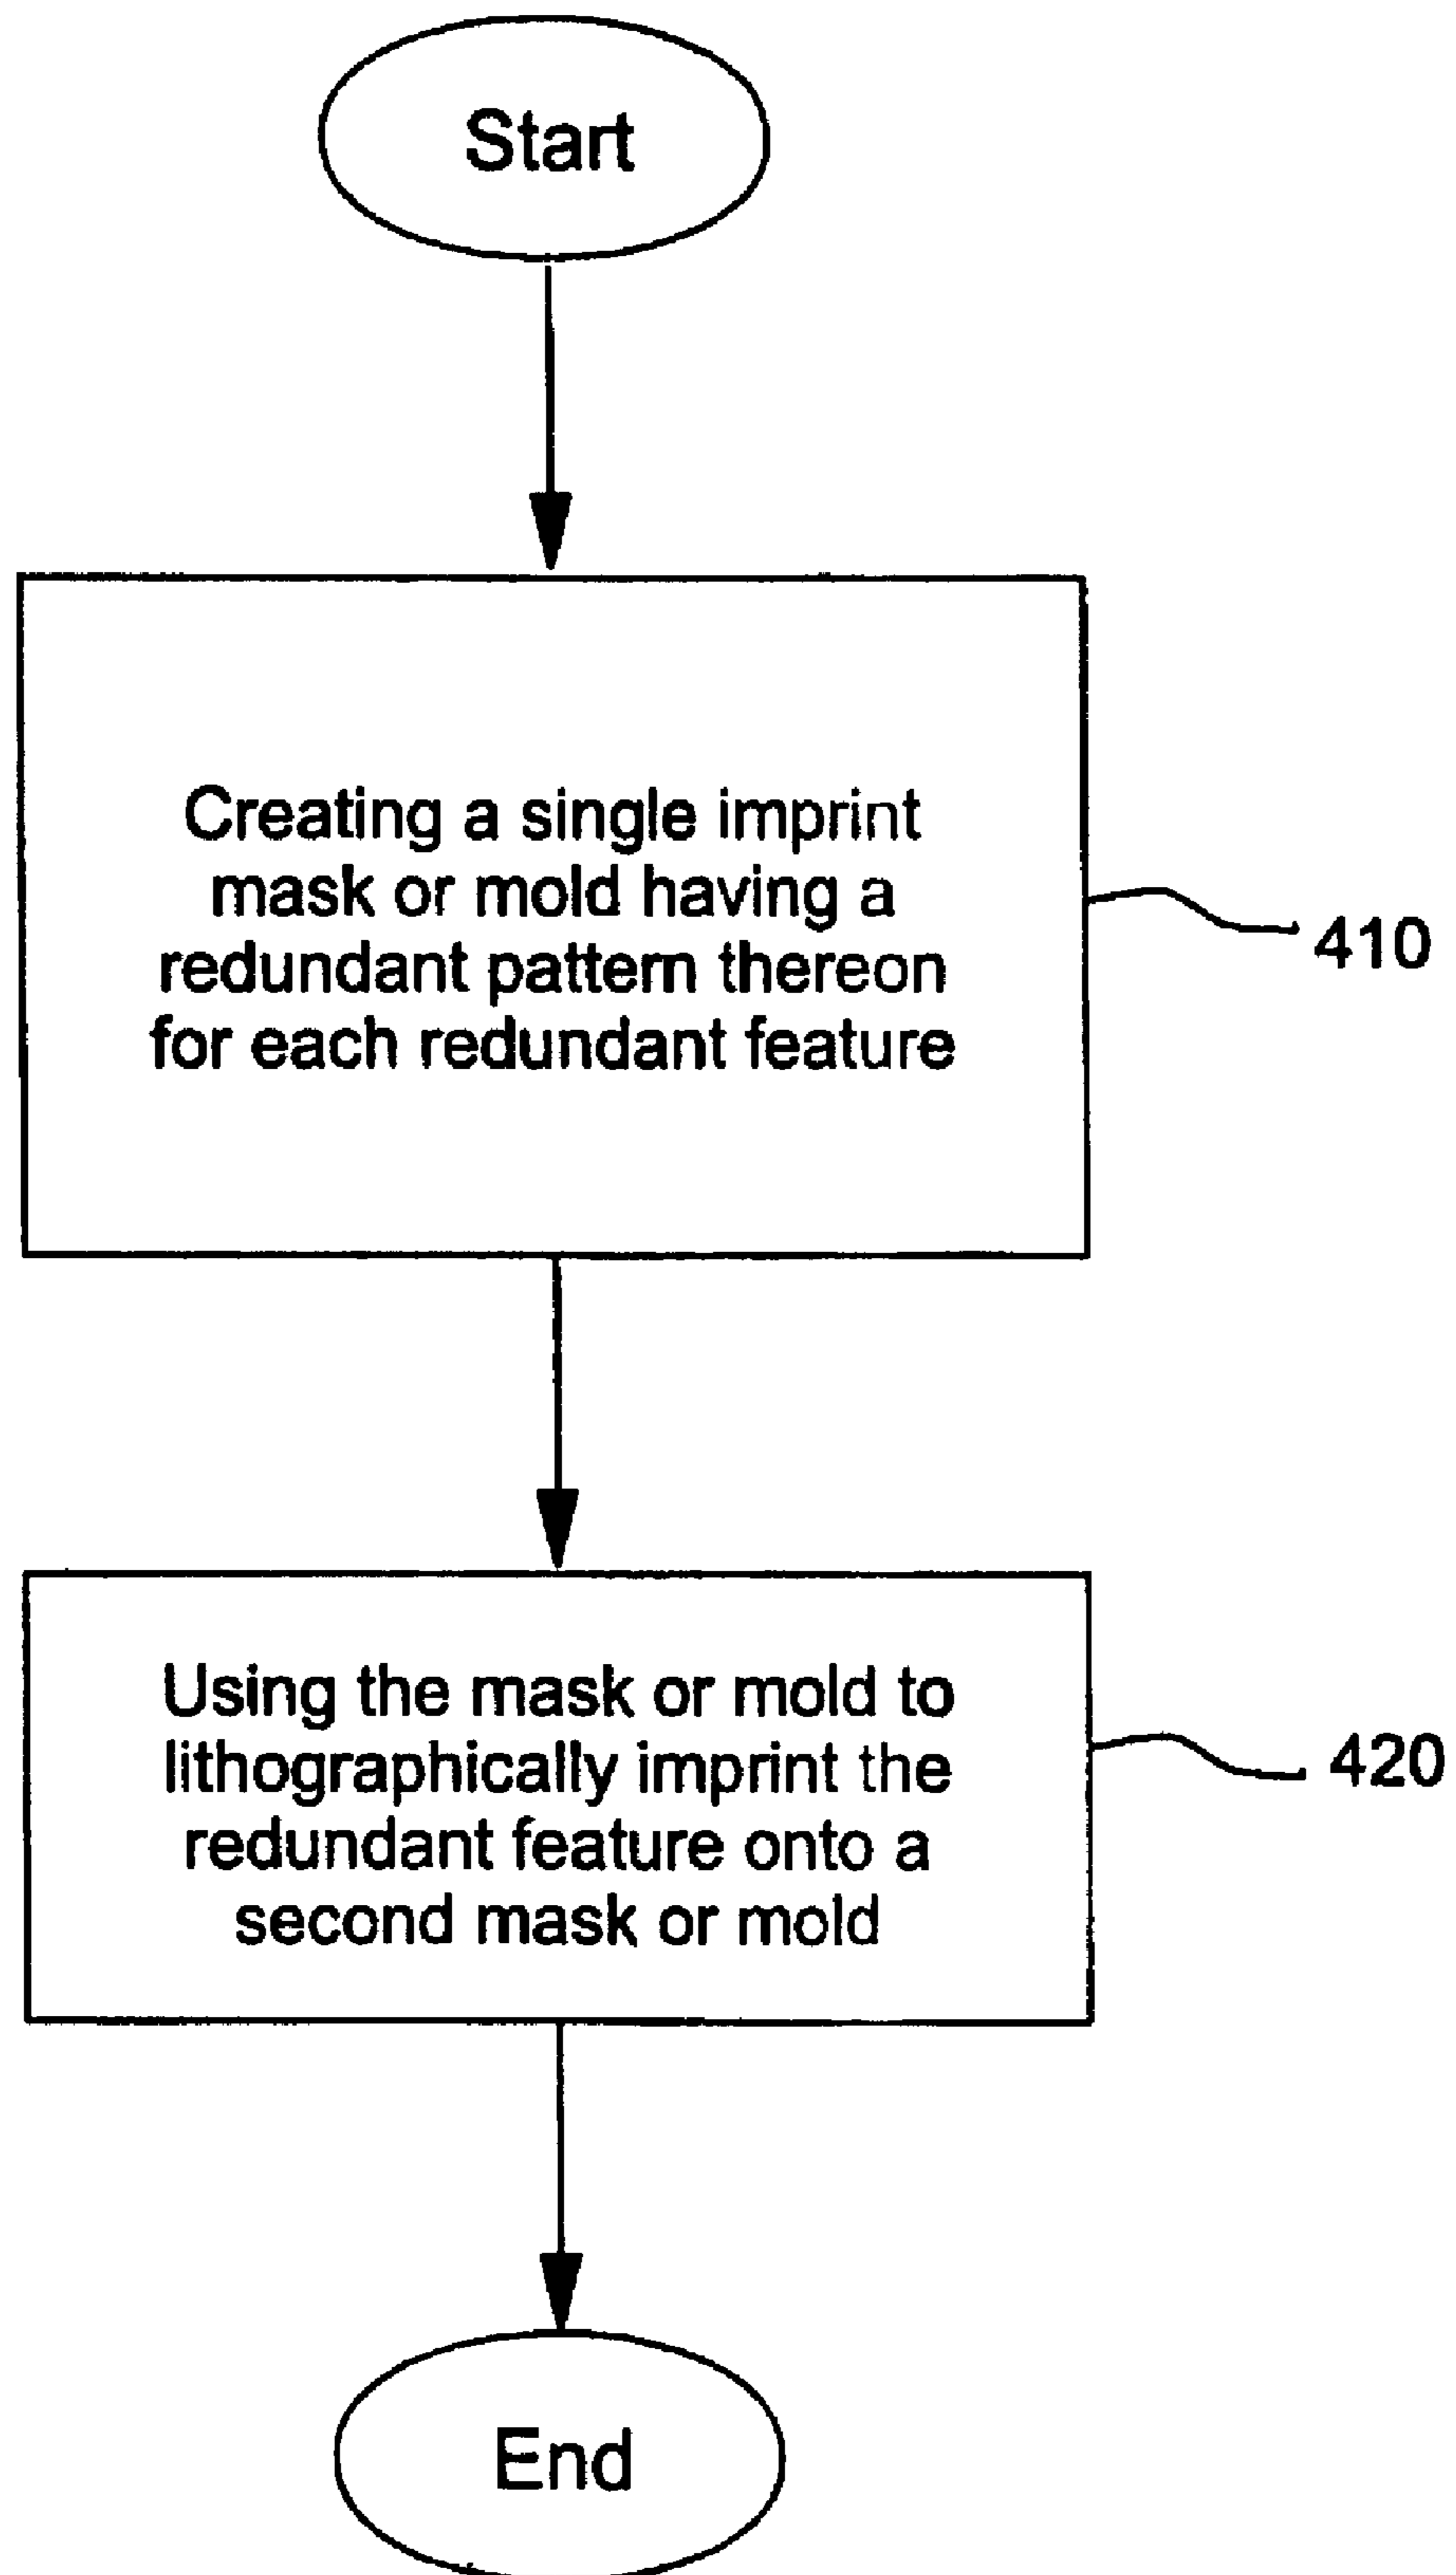 Start
Creating a single imprint
mask or mold having a
redundant pattern thereon
for each redundant feature
410
Using the mask or mold to
lithographically imprint the
redundant feature onto a
second mask or mold
420
End